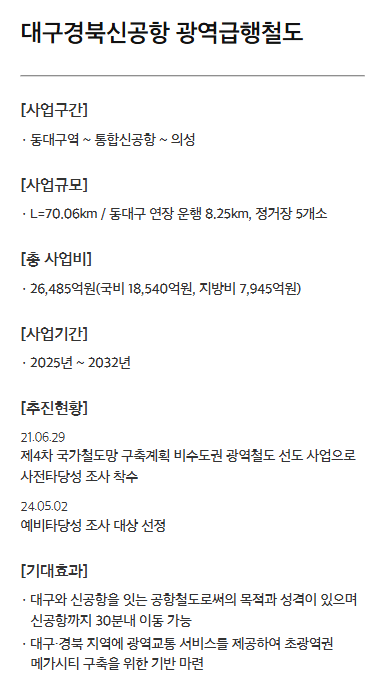 대구경북신공항 광역급행철도
[사업구간]
· 동대구역 ~ 통합신공항 ~ 의성
[사업규모]
· L=70.06km / 동대구 연장 운행 8.25km, 정거장 5개소
[총 사업비]
· 26,485억원(국비 18,540억원, 지방비 7,945억원)
[사업기간]
· 2025년 ~ 2032년
[추진현황]
21.06.29
제4차 국가철도망 구축계획 비수도권 광역철도 선도 사업으로
사전타당성 조사 착수
24.05.02
예비타당성 조사 대상 선정
[기대효과]
· 대구와 신공항을 잇는 공항철도로써의 목적과 성격이 있으며
신공항까지 30분내 이동 가능
· 대구·경북 지역에 광역교통 서비스를 제공하여 초광역권
메가시티 구축을 위한 기반 마련